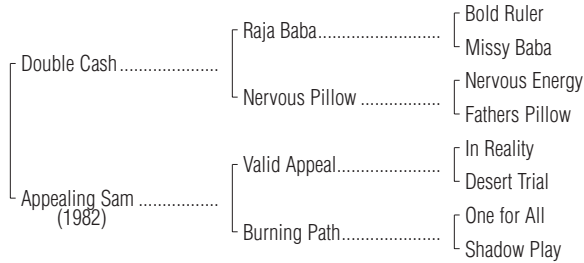 Bold Ruler
Raja Baba
Missy Baba
Double Cash
Nervous Energy
Nervous Pillow
Fathers Pillow
In Reality
Valid Appeal
Desert Trial
Appealing Sam
(1982)
One for All
Burning Path
Shadow Play